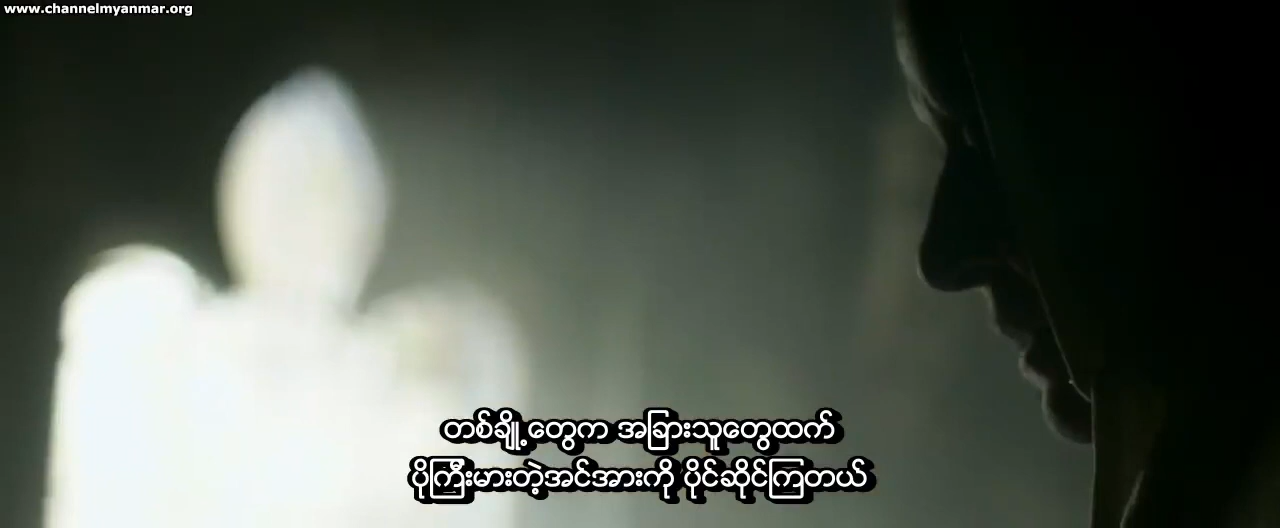 www.channelmyanmar.org
တစ်ချို့တွေက အခြားသူတွေထက်
ပိုကြီးမားတဲ့အင်အားကို ပိုင်ဆိုင်ကြတယ်